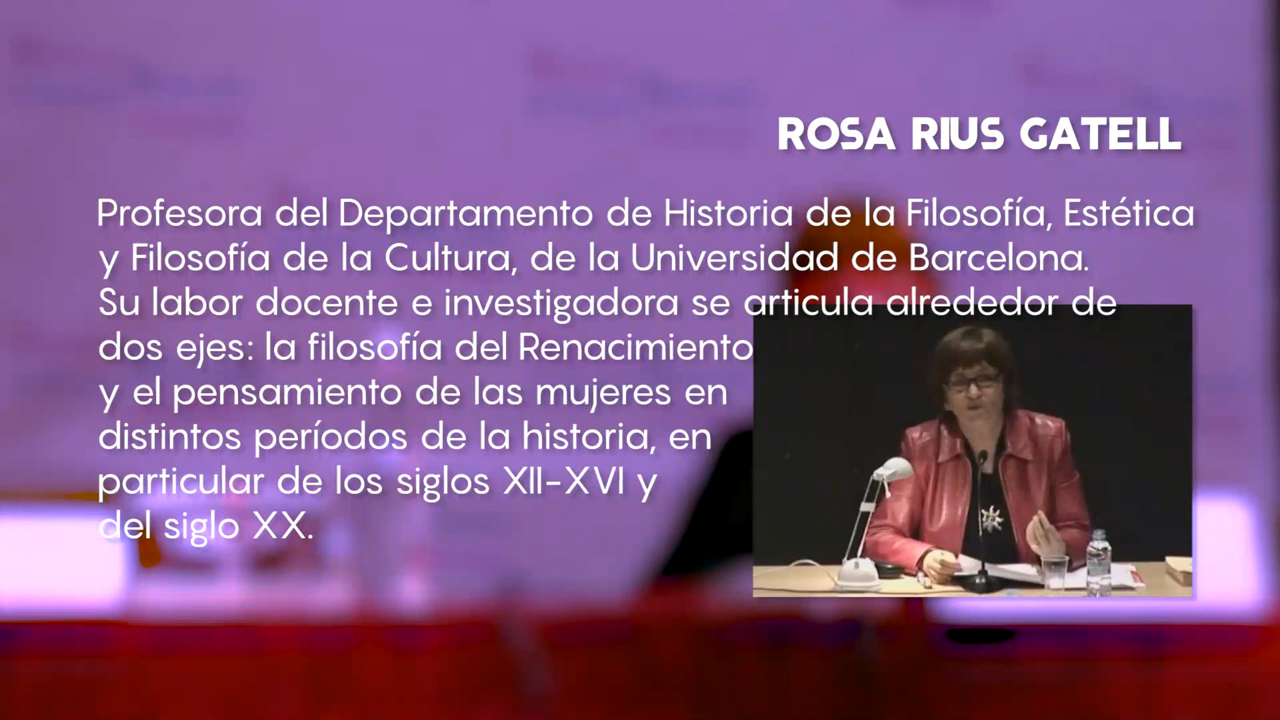 ROSA RIUS GATELL
Profesora del Departamento de Historia de la Filosofía, Estética
y Filosofía de la Cultura, de la Universidad de Barcelona.
Su labor docente e investigadora se articula alrededor de
dos ejes: la filosofía del Renacimiento
y el pensamiento de las mujeres en
distintos períodos de la historia, en
particular de los siglos XII-XVI y
del siglo XX.